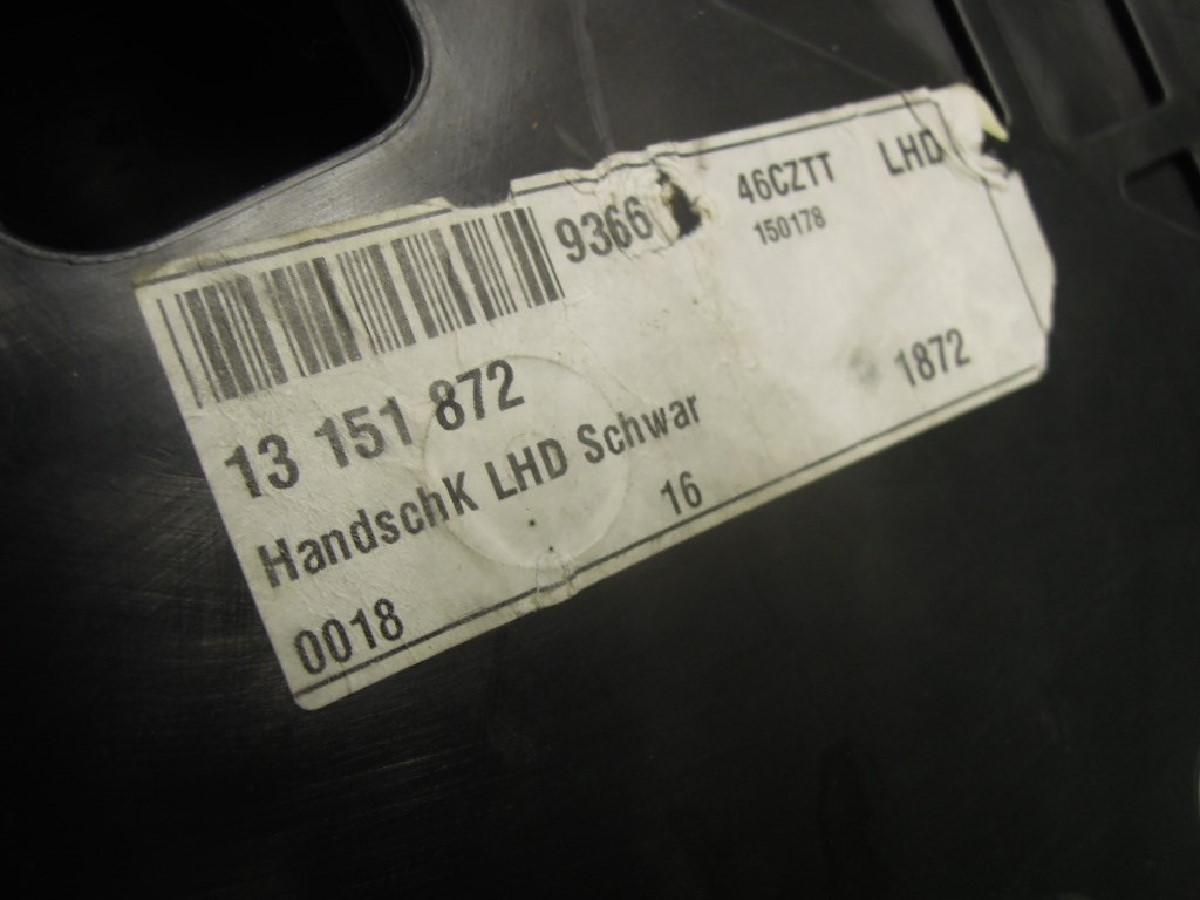 9366 46CZTT LHD
150178
13 151 872 1872
HandschK LHD Schwar
0018 16